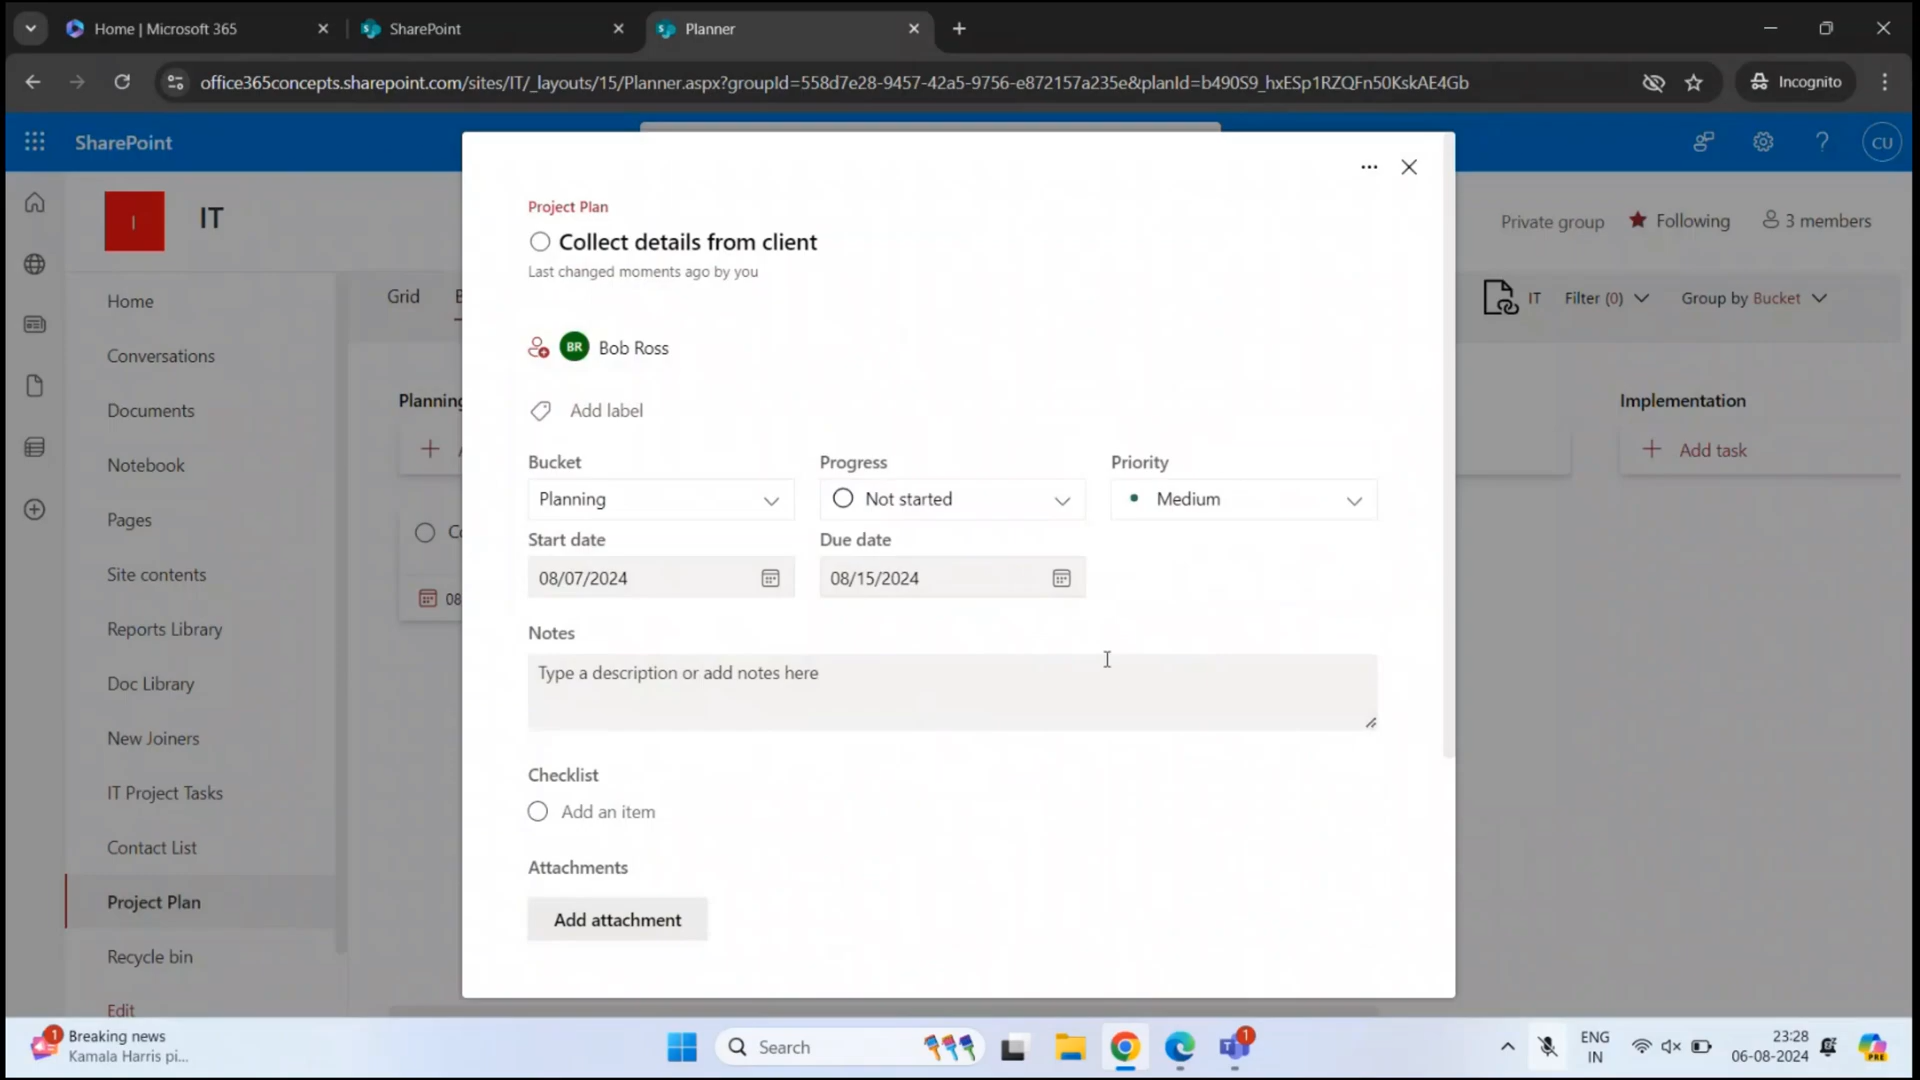 Home | Microsoft 365
SharePoint
Planner
office365concepts.sharepoint.com/sites/IT/_layouts/15/Planner.aspx?groupId=558d7e28-9457-42a5-9756-e872157a235e&planId=b490S9_hxESp1RZQFn50KskAE4Gb
Incognito
SharePoint
CU
I
IT
Private group
Following
3 members
Home
Conversations
Documents
Notebook
Pages
Site contents
Reports Library
Doc Library
New Joiners
IT Project Tasks
Contact List
Project Plan
Recycle bin
Edit
Grid
B
IT
Filter (0)
Group by Bucket
Planning
A
Co
08
Implementation
Add task
Project Plan
Collect details from client
Last changed moments ago by you
BR
Bob Ross
Add label
Bucket
Progress
Priority
Planning
Not started
Medium
Start date
Due date
08/07/2024
08/15/2024
Notes
Type a description or add notes here
Checklist
Add an item
Attachments
Add attachment
1
Breaking news
Kamala Harris pi...
Search
1
ENG
IN
23:28
06-08-2024
PRE